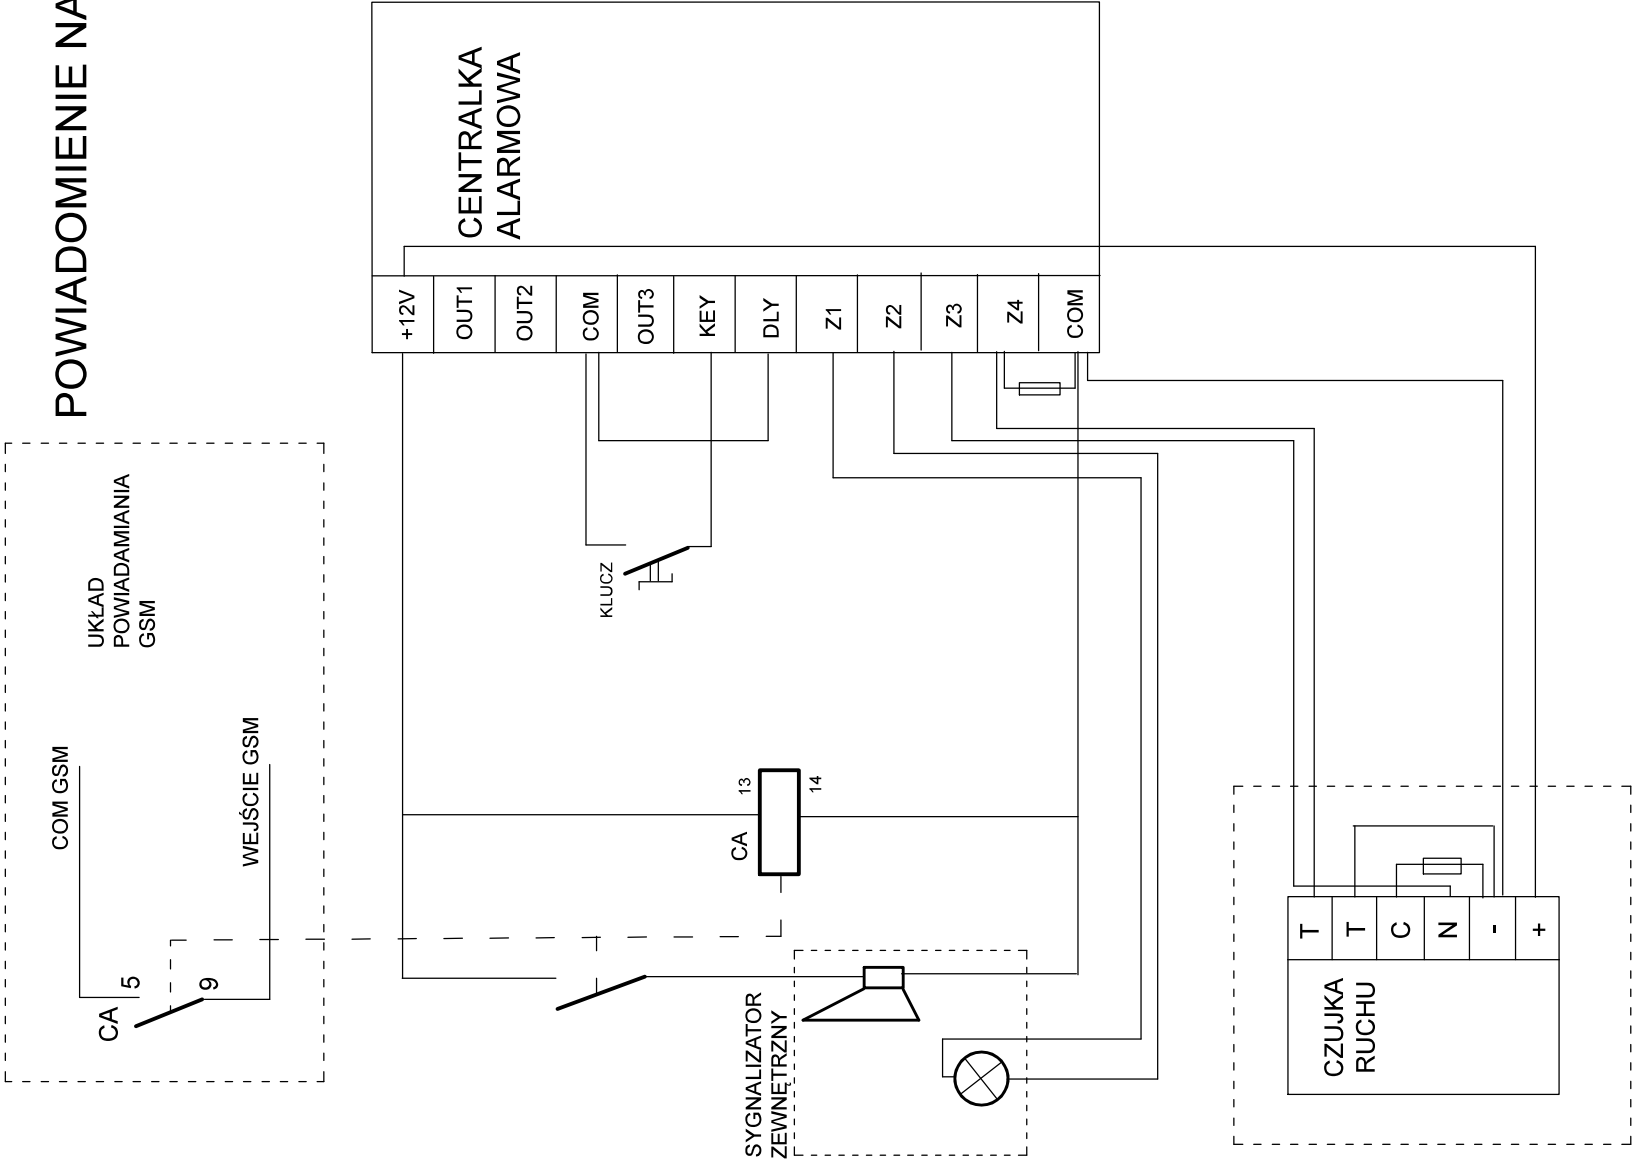 POWIADOMIENIE NA
UKŁAD
POWIADAMIANIA
GSM
COM GSM
WEJŚCIE GSM
CA
5
9
CENTRALKA
ALARMOWA
+12V
OUT1
OUT2
COM
OUT3
KEY
DLY
Z1
Z2
Z3
Z4
COM
KLUCZ
CA
13
14
SYGNALIZATOR
ZEWNĘTRZNY
T
T
C
N
-
+
CZUJKA
RUCHU